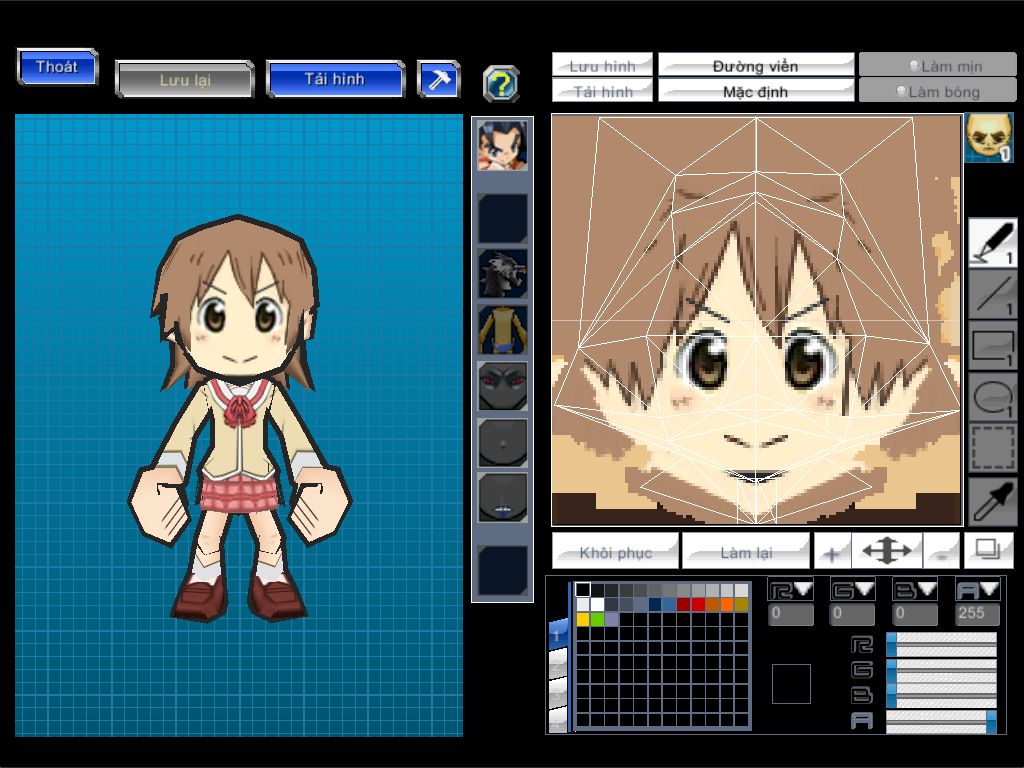 Thoát
Lưu lại
Tải hình
?
Lưu hình
Đường viền
Làm mịn
Tải hình
Mặc định
Làm bóng
1
1
1
1
1
Khôi phục
Làm lại
+
-
R
G
B
A
0
0
0
255
1
R
G
B
A